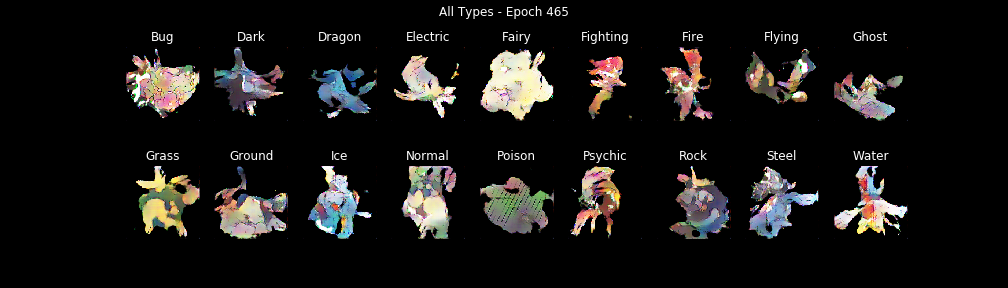 All Types - Epoch 465
Bug Dark Dragon Electric Fairy Fighting Fire Flying Ghost
Grass Ground Ice Normal Poison Psychic Rock Steel Water